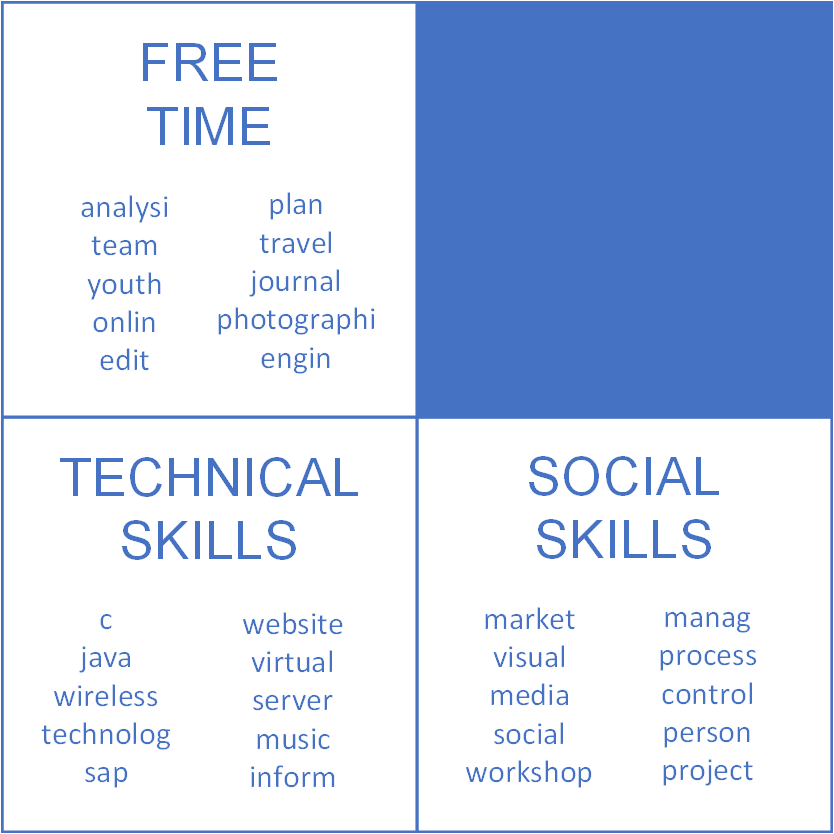 FREE
TIME
analysi
team
youth
onlin
edit
plan
travel
journal
photographi
engin
TECHNICAL
SKILLS
c
java
wireless
technolog
sap
website
virtual
server
music
inform
SOCIAL
SKILLS
market
visual
media
social
workshop
manag
process
control
person
project